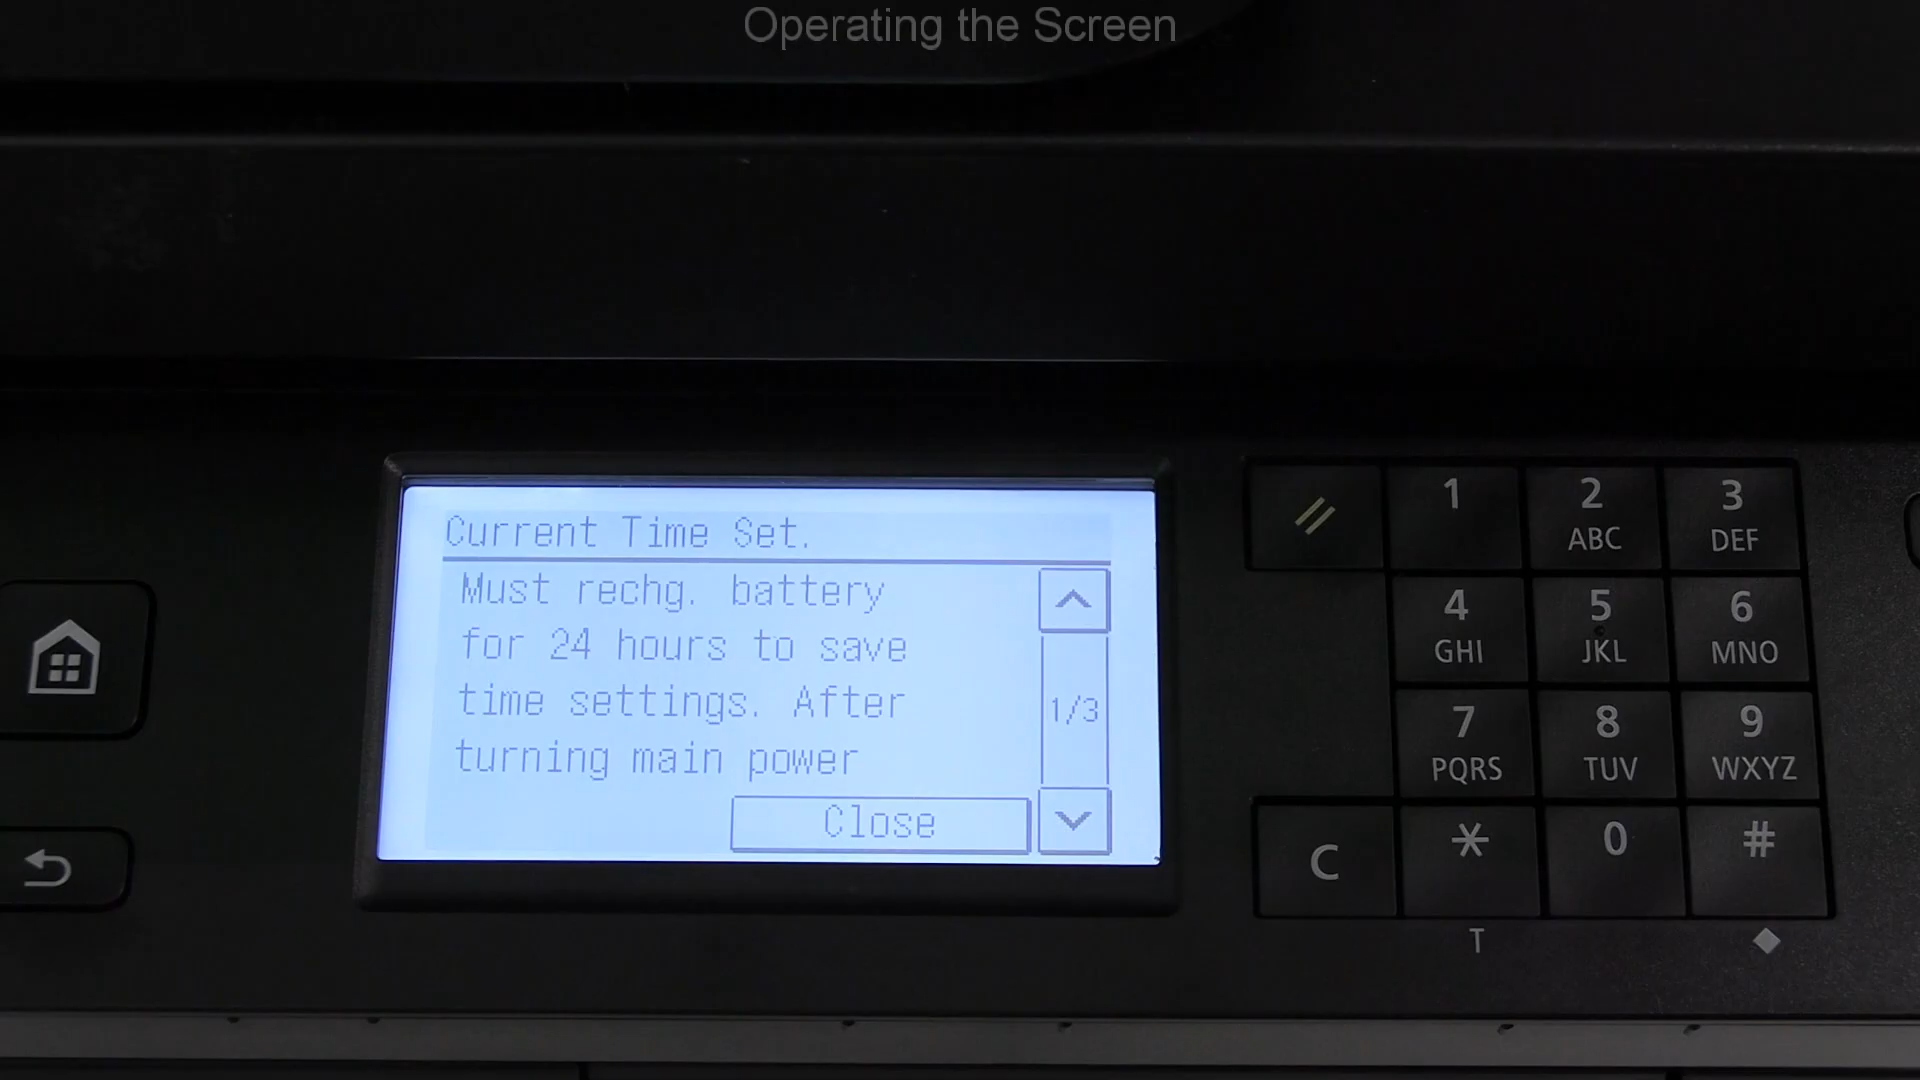 Operating the Screen
Current Time Set.
Must rechg. battery
for 24 hours to save
time settings. After
turning main power
1/3
Close
1
2
ABC
3
DEF
4
GHI
5
JKL
6
MNO
7
PQRS
8
TUV
9
WXYZ
C
*
0
#
T